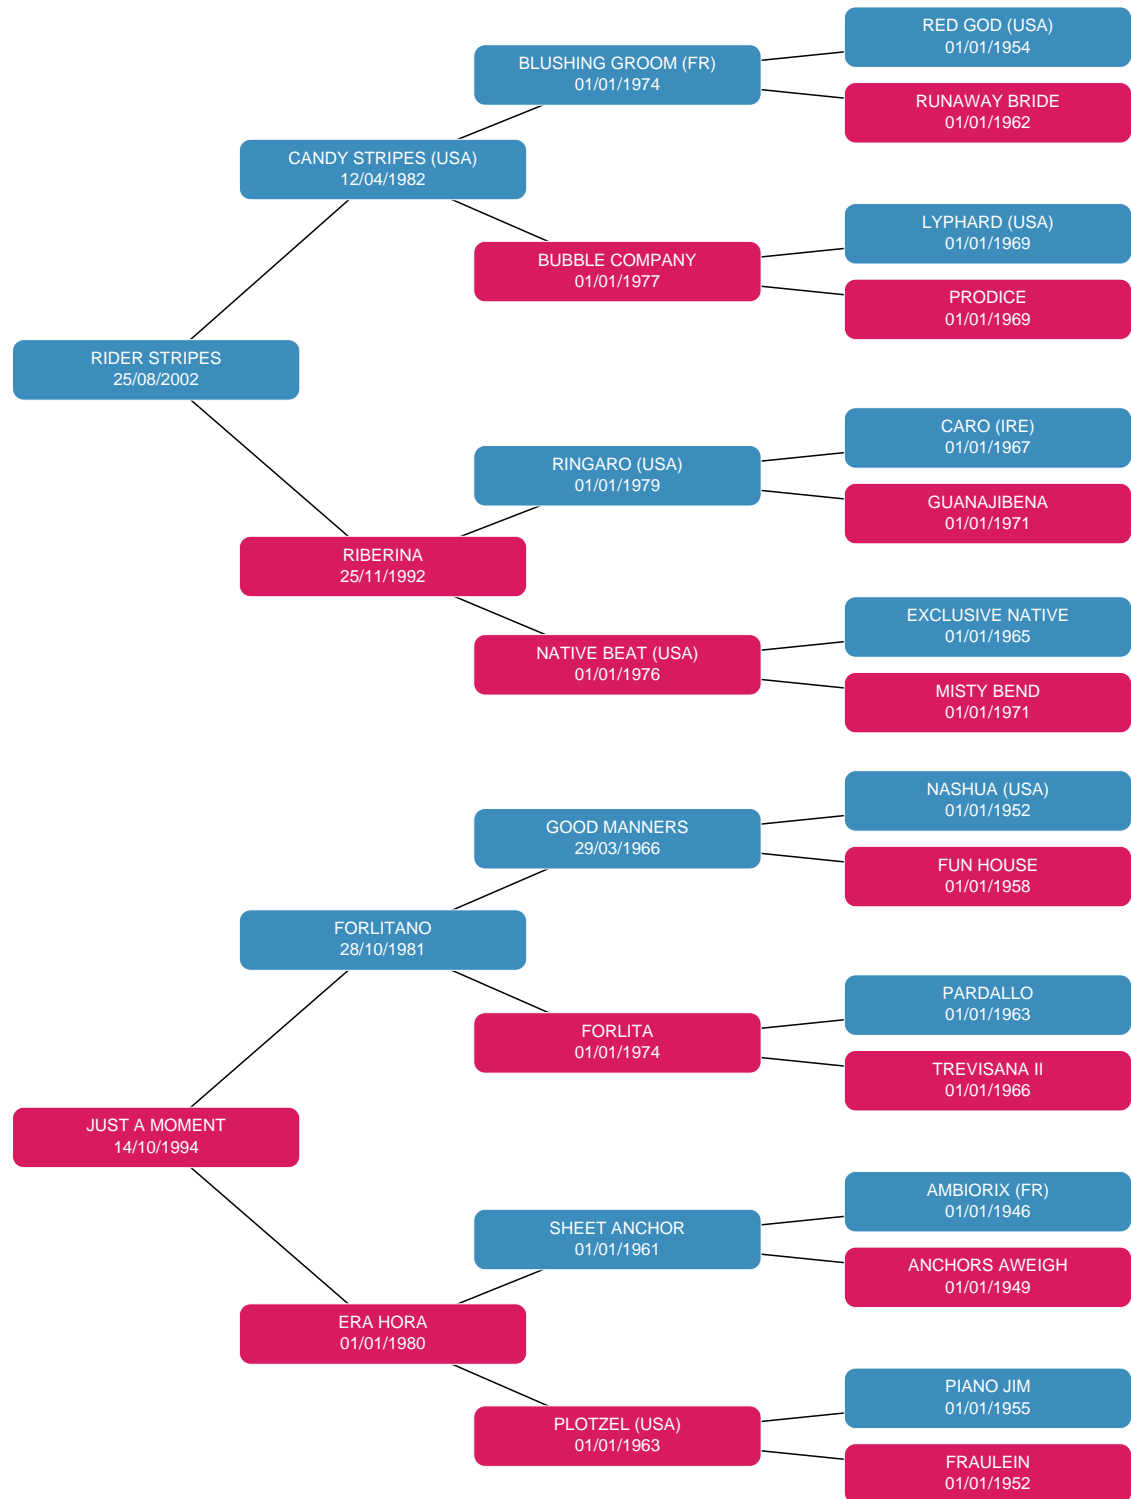 RED GOD (USA)
01/01/1954
BLUSHING GROOM (FR)
01/01/1974
RUNAWAY BRIDE
01/01/1962
CANDY STRIPES (USA)
12/04/1982
LYPHARD (USA)
01/01/1969
BUBBLE COMPANY
01/01/1977
PRODICE
01/01/1969
RIDER STRIPES
25/08/2002
CARO (IRE)
01/01/1967
RINGARO (USA)
01/01/1979
GUANAJIBENA
01/01/1971
RIBERINA
25/11/1992
EXCLUSIVE NATIVE
01/01/1965
NATIVE BEAT (USA)
01/01/1976
MISTY BEND
01/01/1971
NASHUA (USA)
01/01/1952
GOOD MANNERS
29/03/1966
FUN HOUSE
01/01/1958
FORLITANO
28/10/1981
PARDALLO
01/01/1963
FORLITA
01/01/1974
TREVISANA II
01/01/1966
JUST A MOMENT
14/10/1994
AMBIORIX (FR)
01/01/1946
SHEET ANCHOR
01/01/1961
ANCHORS AWEIGH
01/01/1949
ERA HORA
01/01/1980
PIANO JIM
01/01/1955
PLOTZEL (USA)
01/01/1963
FRAULEIN
01/01/1952